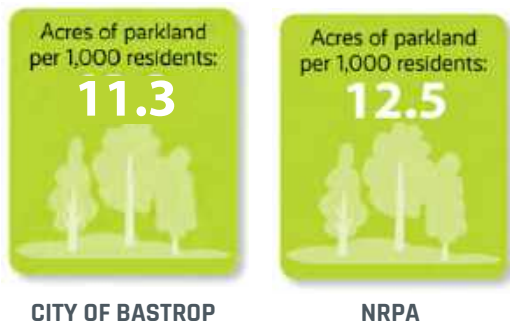 Acres of parkland
per 1,000 residents:
11.3
CITY OF BASTROP
Acres of parkland
per 1,000 residents:
12.5
NRPA